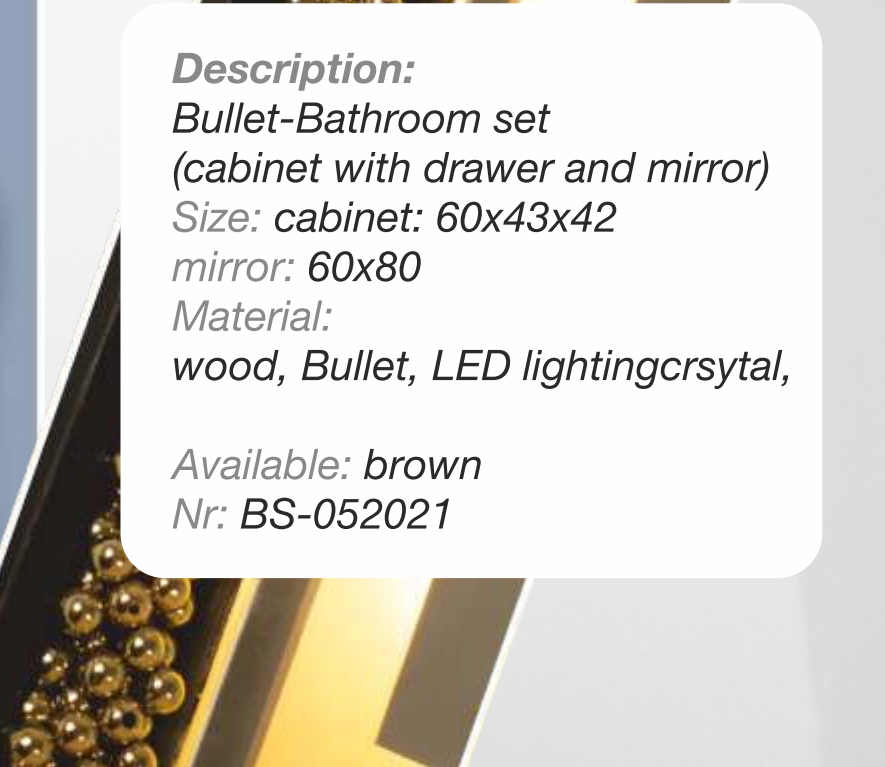 Description:
Bullet-Bathroom set
(cabinet with drawer and mirror)
Size: cabinet: 60x43x42
mirror: 60x80
Material:
wood, Bullet, LED lightingcrsytal,
Available: brown
Nr: BS-052021